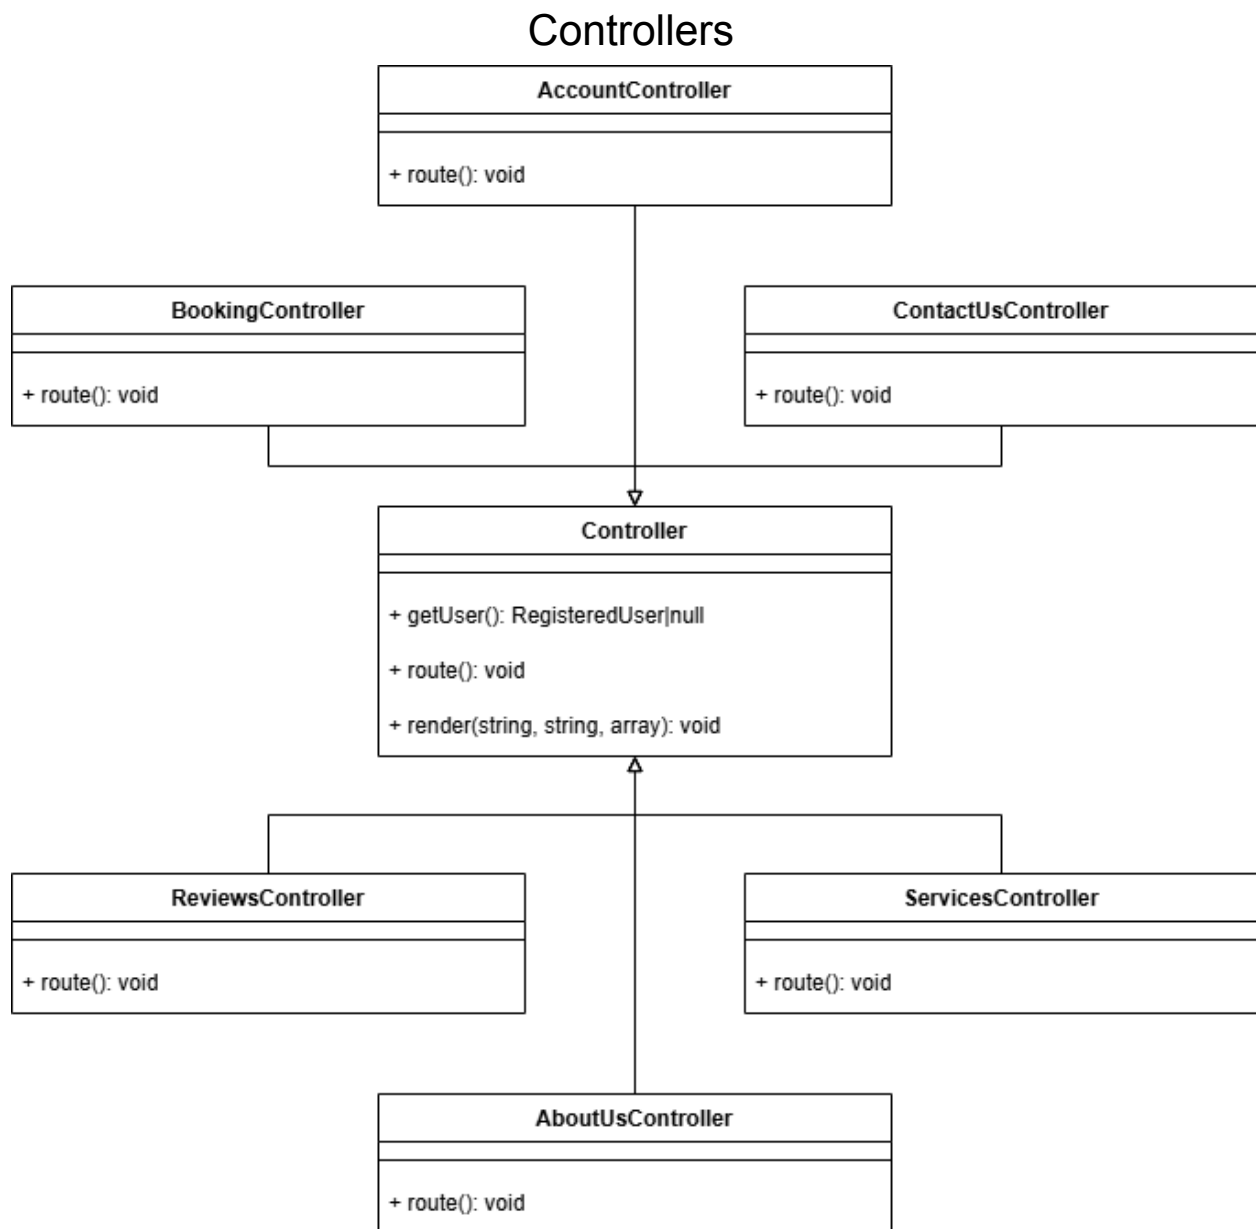 Controllers
AccountController
+ route(): void
BookingController
+ route(): void
ContactUsController
+ route(): void
Controller
+ getUser(): RegisteredUser|null
+ route(): void
+ render(string, string, array): void
ReviewsController
+ route(): void
ServicesController
+ route(): void
AboutUsController
+ route(): void